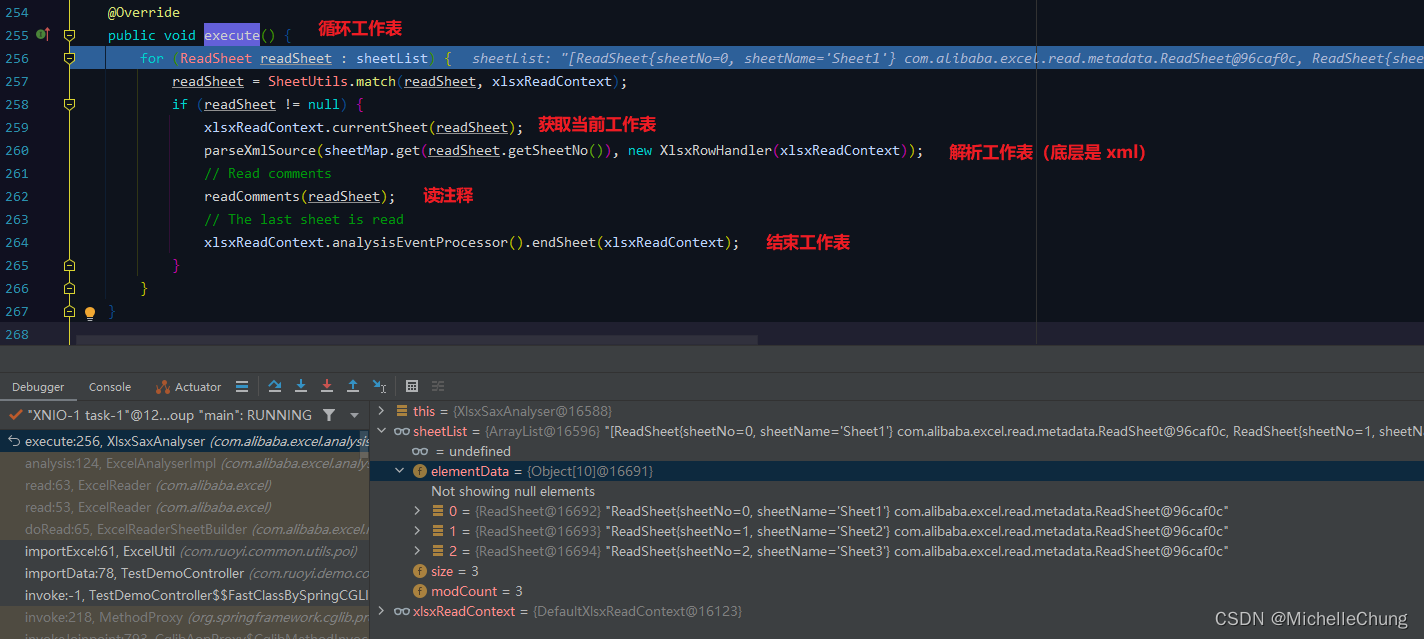 254 @Override
255 public void execute() { 循环工作表
256 for (ReadSheet readSheet : sheetList) { sheetList: "[ReadSheet{sheetNo=0, sheetName='Sheet1'} com.alibaba.excel.read.metadata.ReadSheet@96caf0c, ReadSheet{shee
257 readSheet = SheetUtils.match(readSheet, xlsxReadContext);
258 if (readSheet != null) {
259 xlsxReadContext.currentSheet(readSheet); 获取当前工作表
260 parseXmlSource(sheetMap.get(readSheet.getSheetNo()), new XlsxRowHandler(xlsxReadContext)); 解析工作表（底层是 xml）
261 // Read comments
262 readComments(readSheet); 读注释
263 // The last sheet is read
264 xlsxReadContext.analysisEventProcessor().endSheet(xlsxReadContext); 结束工作表
265 }
266 }
267 }
268
Debugger Console Actuator
"XNIO-1 task-1"@12...oup "main": RUNNING
execute:256, XlsxSaxAnalyser (com.alibaba.excel.analysis
analysis:124, ExcelAnalyserImpl (com.alibaba.excel.analys
read:63, ExcelReader (com.alibaba.excel)
read:53, ExcelReader (com.alibaba.excel)
doRead:65, ExcelReaderSheetBuilder (com.alibaba.excel.r
importExcel:61, ExcelUtil (com.ruoyi.common.utils.poi)
importData:78, TestDemoController (com.ruoyi.demo.co
invoke:-1, TestDemoController$$FastClassBySpringCGLI
invoke:218, MethodProxy (org.springframework.cglib.pr
this = {XlsxSaxAnalyser@16588}
sheetList = {ArrayList@16596} "[ReadSheet{sheetNo=0, sheetName='Sheet1'} com.alibaba.excel.read.metadata.ReadSheet@96caf0c, ReadSheet{sheetNo=1, sheetN
= undefined
elementData = {Object[10]@16691}
Not showing null elements
0 = {ReadSheet@16692} "ReadSheet{sheetNo=0, sheetName='Sheet1'} com.alibaba.excel.read.metadata.ReadSheet@96caf0c"
1 = {ReadSheet@16693} "ReadSheet{sheetNo=1, sheetName='Sheet2'} com.alibaba.excel.read.metadata.ReadSheet@96caf0c"
2 = {ReadSheet@16694} "ReadSheet{sheetNo=2, sheetName='Sheet3'} com.alibaba.excel.read.metadata.ReadSheet@96caf0c"
size = 3
modCount = 3
xlsxReadContext = {DefaultXlsxReadContext@16123}
CSDN @MichelleChung